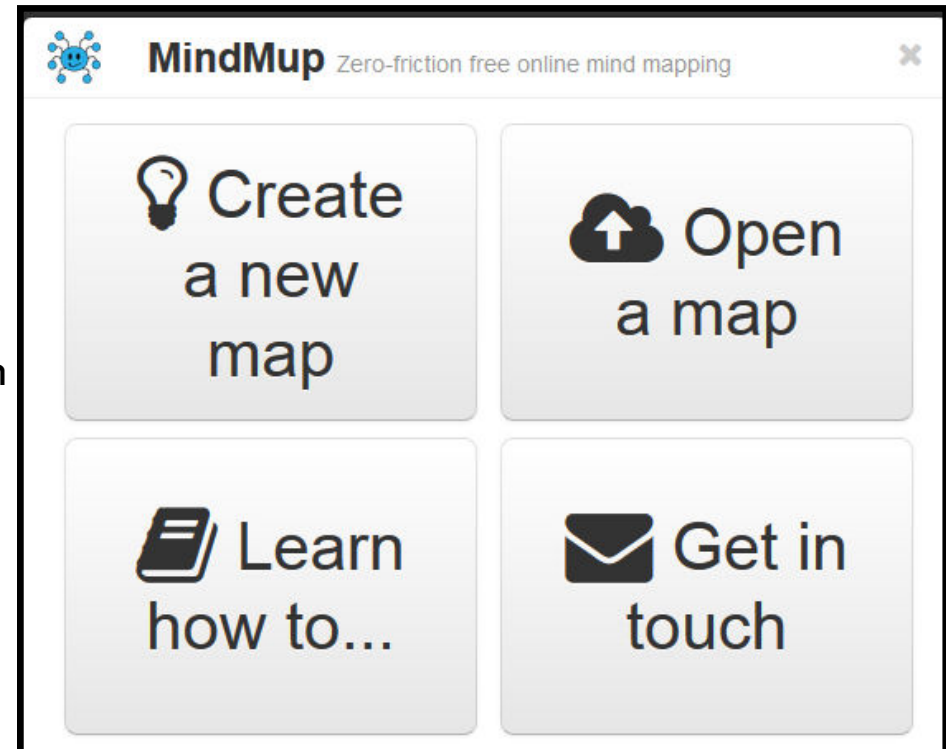 MindMup Zero-friction free online mind mapping
Create
a new
map
Open
a map
Learn
how to...
Get in
touch